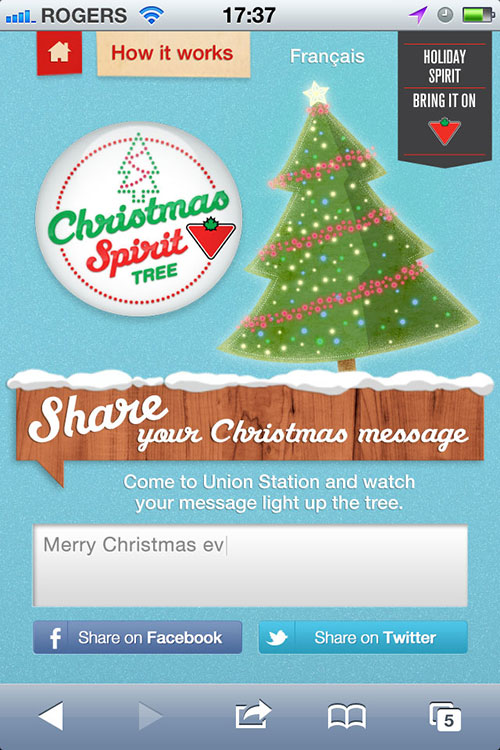 ROGERS 17:37
How it works
Français
HOLIDAY
SPIRIT
BRING IT ON
Christmas
Spirit
TREE
Share
your Christmas message
Come to Union Station and watch
your message light up the tree.
Merry Christmas ev
Share on Facebook
Share on Twitter
5